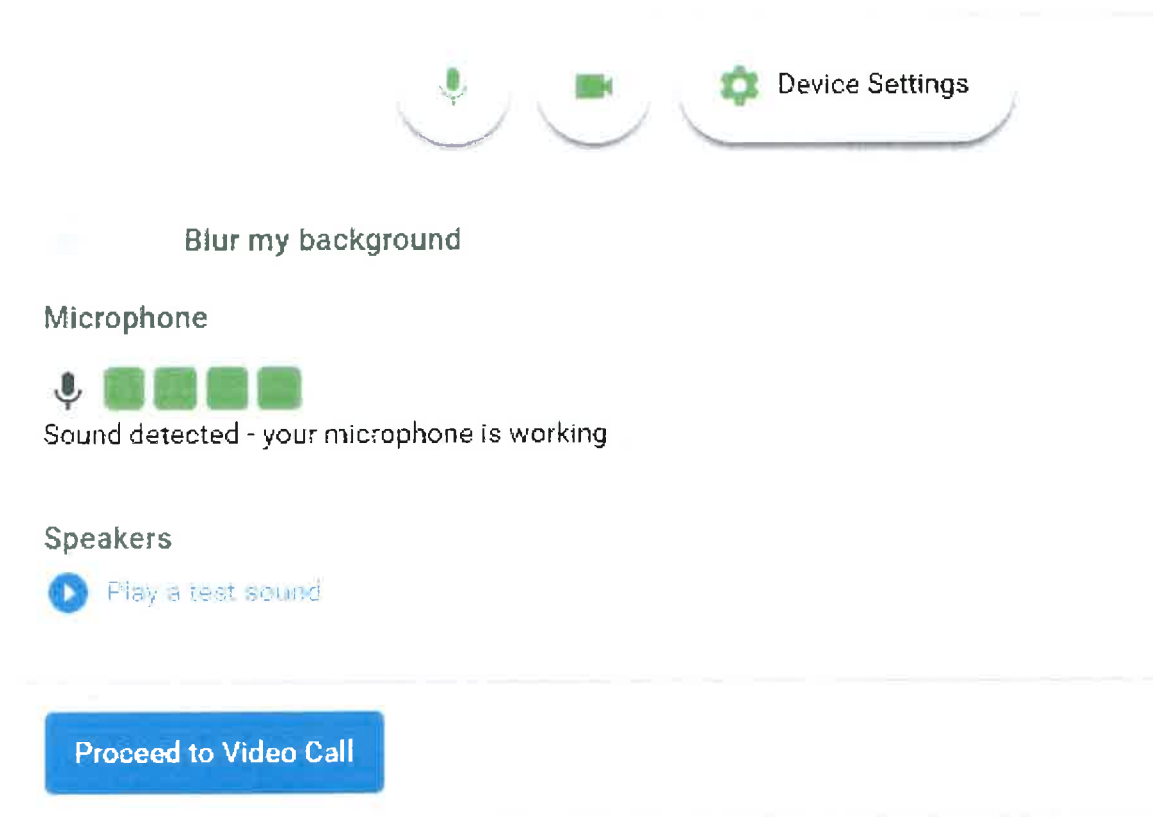 Device Settings
Blur my background
Microphone
Sound detected - your microphone is working
Speakers
Play a test sound
Proceed to Video Call